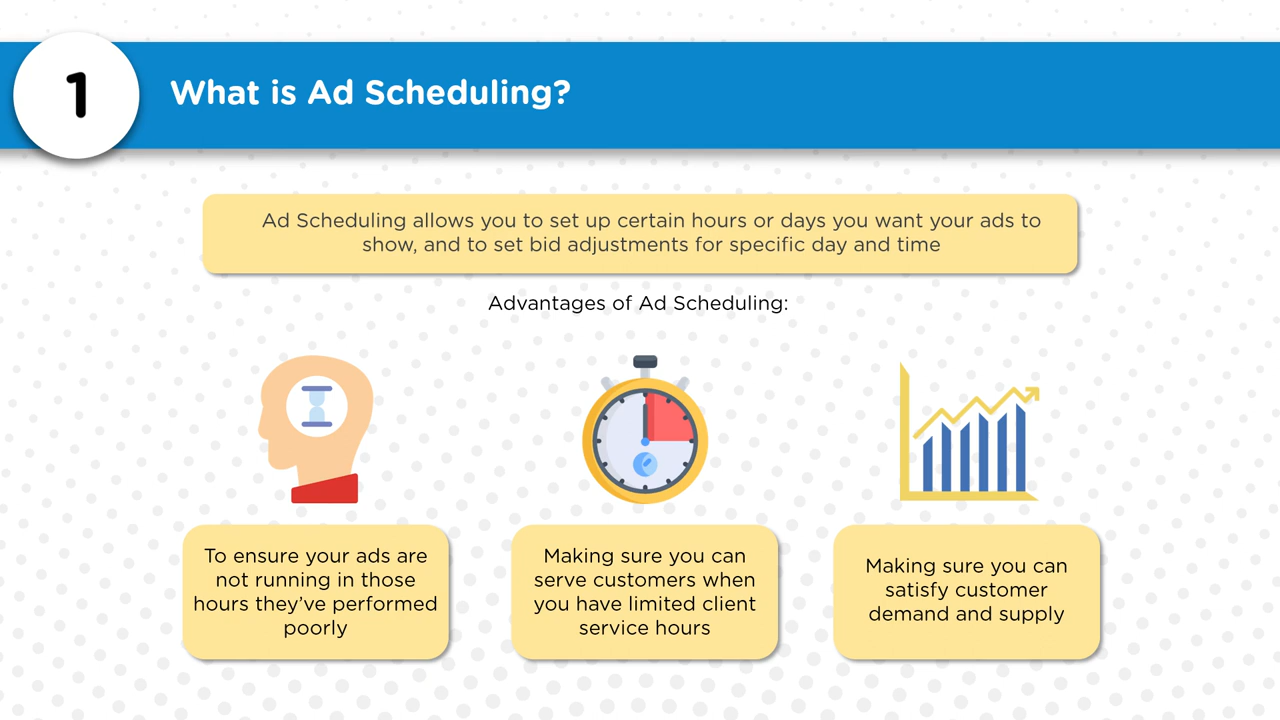 1
What is Ad Scheduling?
Ad Scheduling allows you to set up certain hours or days you want your ads to
show, and to set bid adjustments for specific day and time
Advantages of Ad Scheduling:
To ensure your ads are
not running in those
hours they’ve performed
poorly
Making sure you can
serve customers when
you have limited client
service hours
Making sure you can
satisfy customer
demand and supply